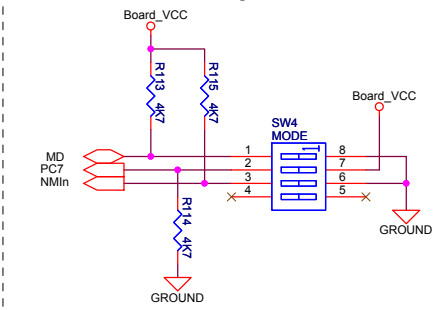 Board_VCC
R113
4K7
R115
4K7
Board_VCC
SW4
MODE
MD
PC7
NMIn
1
2
3
4
1
8
7
6
5
R114
4K7
GROUND
GROUND